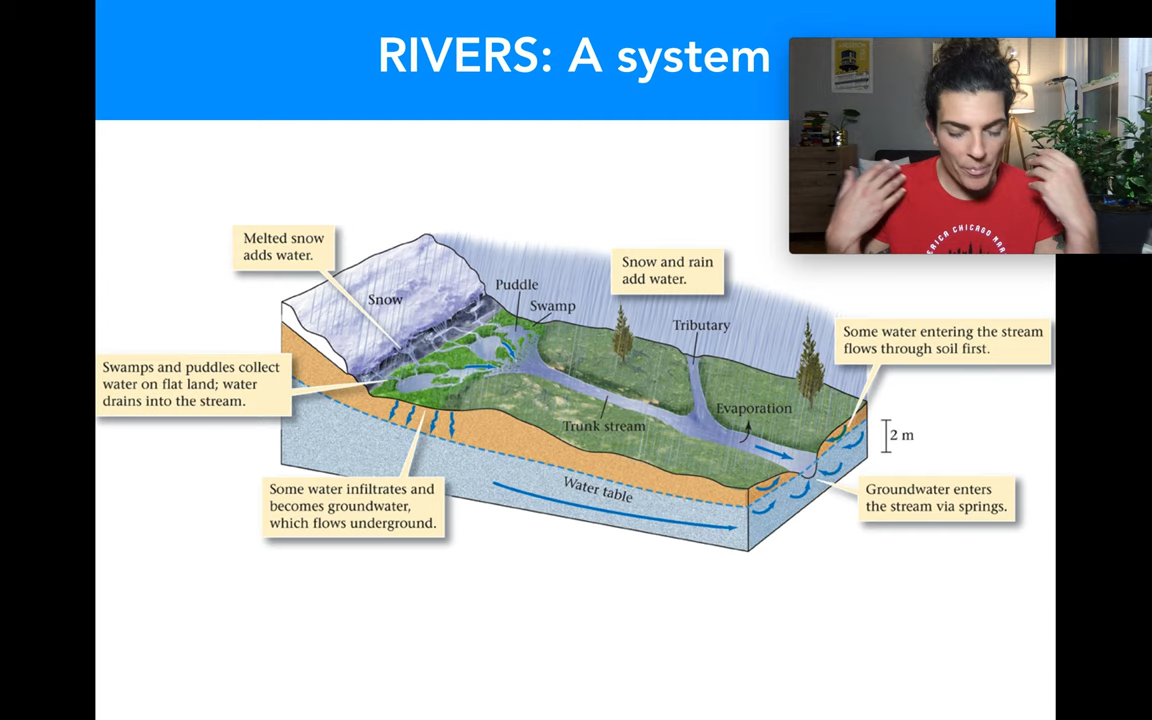 RIVERS: A system
Melted snow
adds water.
Snow and rain
add water.
Puddle
Swamp
Snow
Tributary
Some water entering the stream
flows through soil first.
Swamps and puddles collect
water on flat land; water
drains into the stream.
Evaporation
Trunk stream
2 m
Water table
Some water infiltrates and
becomes groundwater,
which flows underground.
Groundwater enters
the stream via springs.
CHICAGO